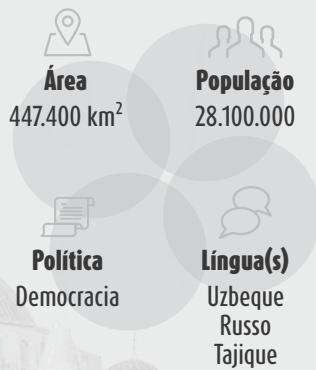 Área
447.400 km²
População
28.100.000
Política
Democracia
Língua(s)
Uzbeque
Russo
Tajique